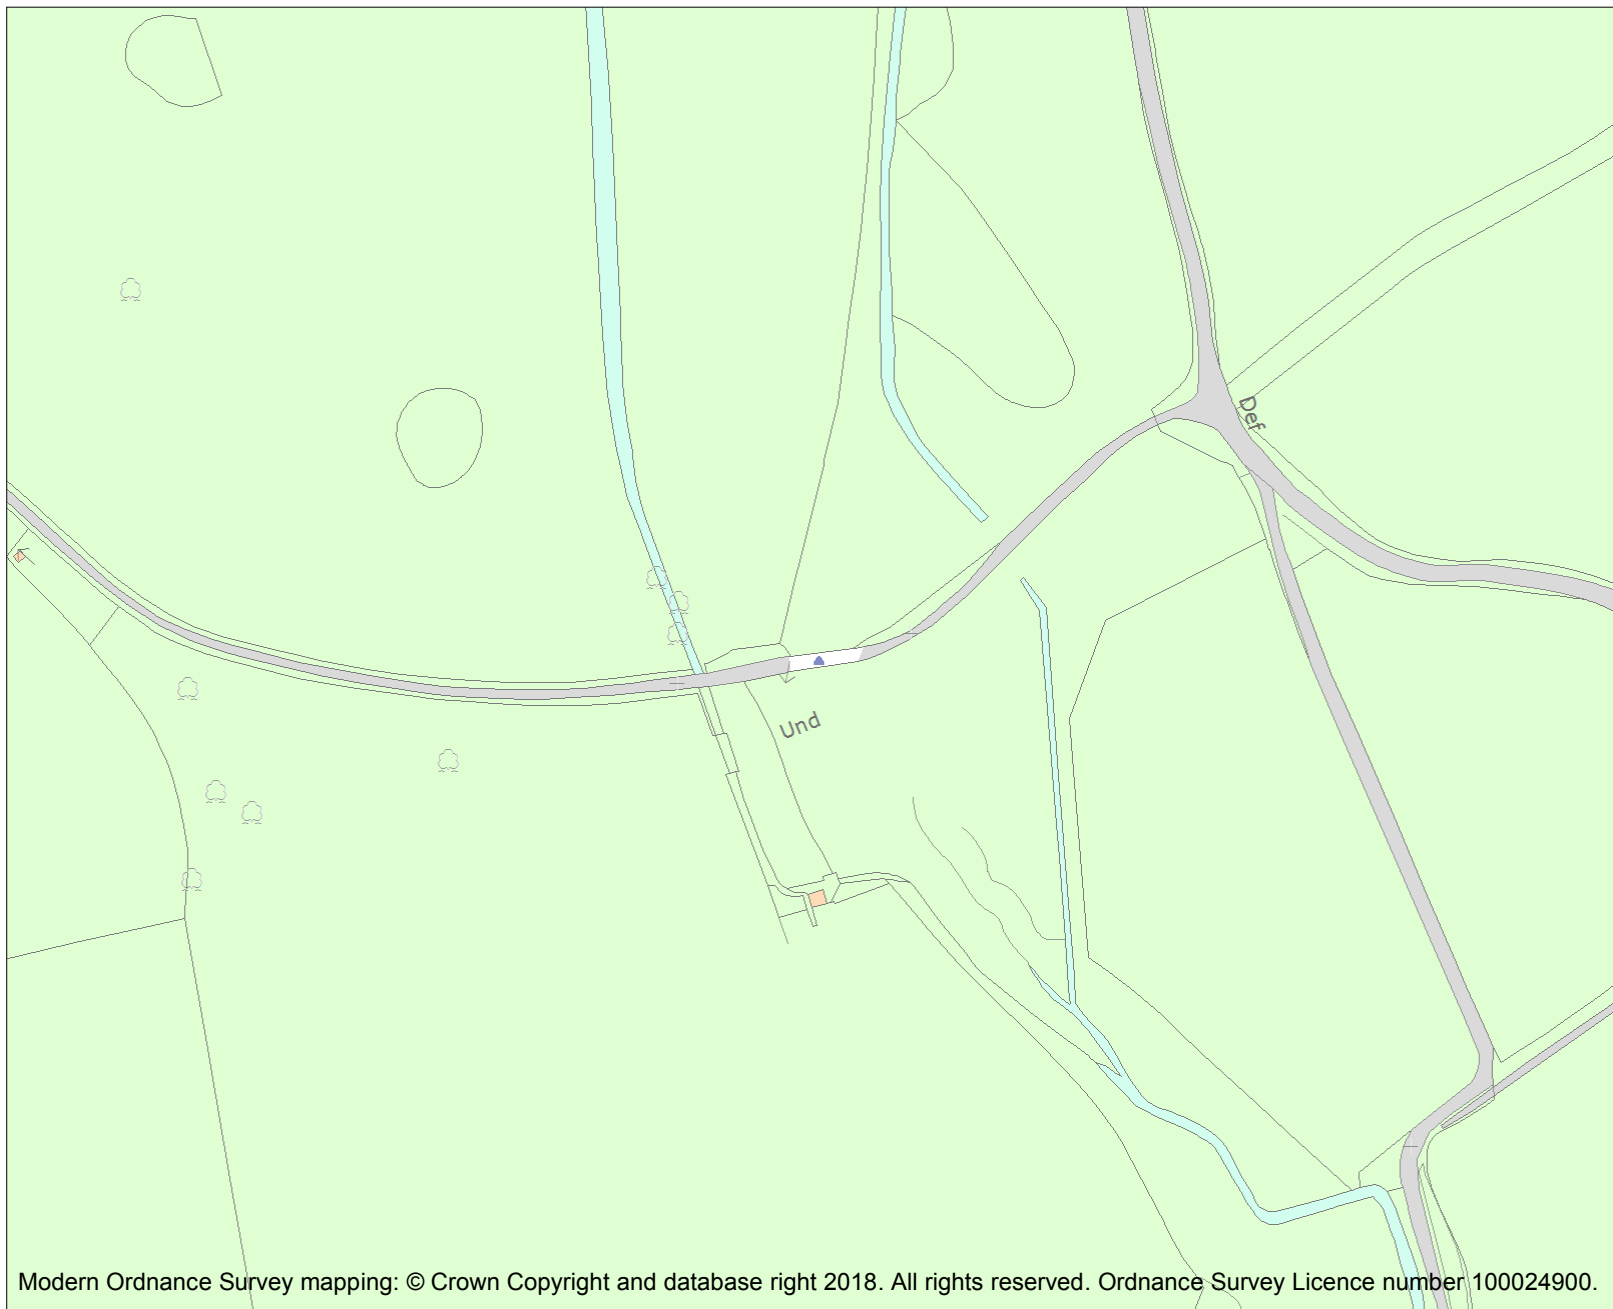 Def
Und
Modern Ordnance Survey mapping: © Crown Copyright and database right 2018. All rights reserved. Ordnance Survey Licence number 100024900.